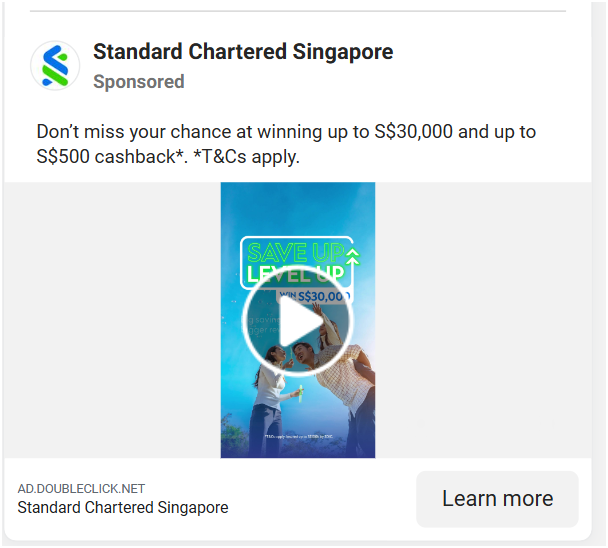 Standard Chartered Singapore
Sponsored
Don't miss your chance at winning up to S$30,000 and up to
S$500 cashback*. *T&Cs apply.
SAVE UP
LEVEL UP
WIN S$30,000
AD.DOUBLECLICK.NET
Standard Chartered Singapore
Learn more